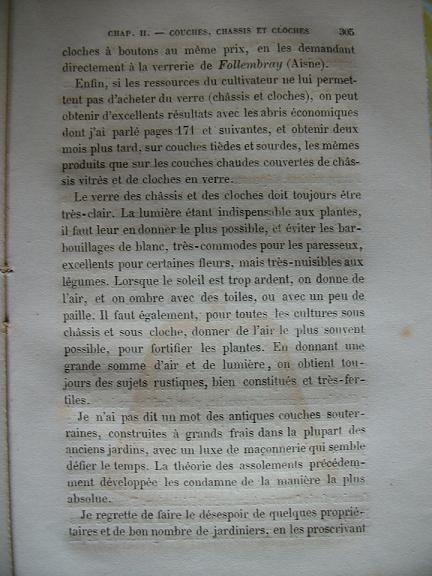 CHAP. II. — COUCHES, CHASSIS ET CLOCHES 305
cloches à boutons au même prix, en les demandant
directement à la verrerie de Follembray (Aisne).
Enfin, si les ressources du cultivateur ne lui permet-
tent pas d'acheter du verre (châssis et cloches), on peut
obtenir d'excellents résultats avec les abris économiques
dont j'ai parlé pages 171 et suivantes, et obtenir deux
mois plus tard, sur couches tièdes et sourdes, les mêmes
produits que sur les couches chaudes couvertes de châs-
sis vitrés et de cloches en verre.
Le verre des châssis et des cloches doit toujours être
très-clair. La lumière étant indispensable aux plantes,
il faut leur en donner le plus possible, et éviter les bar-
bouillages de blanc, très-commodes pour les paresseux,
excellents pour certaines fleurs, mais très-nuisibles aux
légumes. Lorsque le soleil est trop ardent, on donne de
l'air, et on ombre avec des toiles, ou avec un peu de
paille. Il faut également, pour toutes les cultures sous
châssis et sous cloche, donner de l'air le plus souvent
possible, pour fortifier les plantes. En donnant une
grande somme d'air et de lumière, on obtient tou-
jours des sujets rustiques, bien constitués et très-fer-
tiles.
Je n'ai pas dit un mot des antiques couches souter-
raines, construites à grands frais dans la plupart des
anciens jardins, avec un luxe de maçonnerie qui semble
défier le temps. La théorie des assolements précédem-
ment développée les condamne de la manière la plus
absolue.
Je regrette de faire le désespoir de quelques proprié-
taires et de bon nombre de jardiniers, en les proscrivant